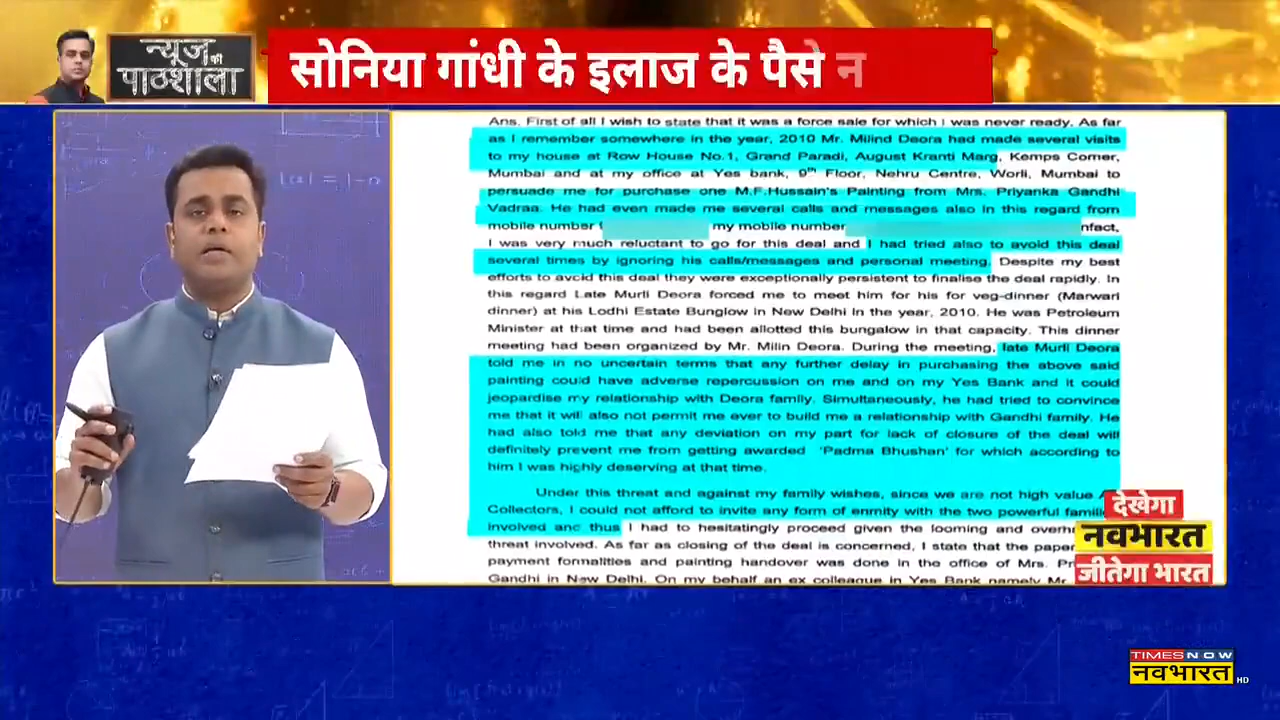 न्यूज़ की
पाठशाला
सोनिया गांधी के इलाज के पैसे न
Ans. First of all I wish to state that it was a force sale for which I was never ready. As far
as I remember somewhere in the year, 2010 Mr. Milind Deora had made several visits
to my house at Row House No.1, Grand Paradi, August Kranti Marg, Kemps Corner,
Mumbai and at my office at Yes bank, 9th Floor, Nehru Centre, Worli, Mumbai to
persuade me for purchase one M.F.Hussain's Painting from Mrs. Priyanka Gandhi
Vadraa. He had even made me several calls and messages also in this regard from
mobile number my mobile number nfact,
I was very much reluctant to go for this deal and I had tried also to avoid this deal
several times by ignoring his calls/messages and personal meeting. Despite my best
efforts to avoid this deal they were exceptionally persistent to finalise the deal rapidly. In
this regard Late Murli Deora forced me to meet him for his for veg-dinner (Marwari
dinner) at his Lodhi Estate Bunglow in New Delhi in the year, 2010. He was Petroleum
Minister at that time and had been allotted this bungalow in that capacity. This dinner
meeting had been organized by Mr. Milin Deora. During the meeting, late Murli Deora
told me in no uncertain terms that any further delay in purchasing the above said
painting could have adverse repercussion on me and on my Yes Bank and it could
jeopardise my relationship with Deora family. Simultaneously, he had tried to convince
me that it will also not permit me ever to build me a relationship with Gandhi family. He
had also told me that any deviation on my part for lack of closure of the deal will
definitely prevent me from getting awarded 'Padma Bhushan' for which according to
him I was highly deserving at that time.
Under this threat and against my family wishes, since we are not high value
Collectors, I could not afford to invite any form of enmity with the two powerful famili
involved and thus I had to hesitatingly proceed given the looming and overh
threat involved. As far as closing of the deal is concerned, I state that the paper
payment formalities and painting handover was done in the office of Mrs. Pr
Gandhi in New Delhi. On my behalf an ex colleague in Yes Bank namely Mr.
देखेगा
नवभारत
जीतेगा भारत
TIMES NOW
नवभारत HD